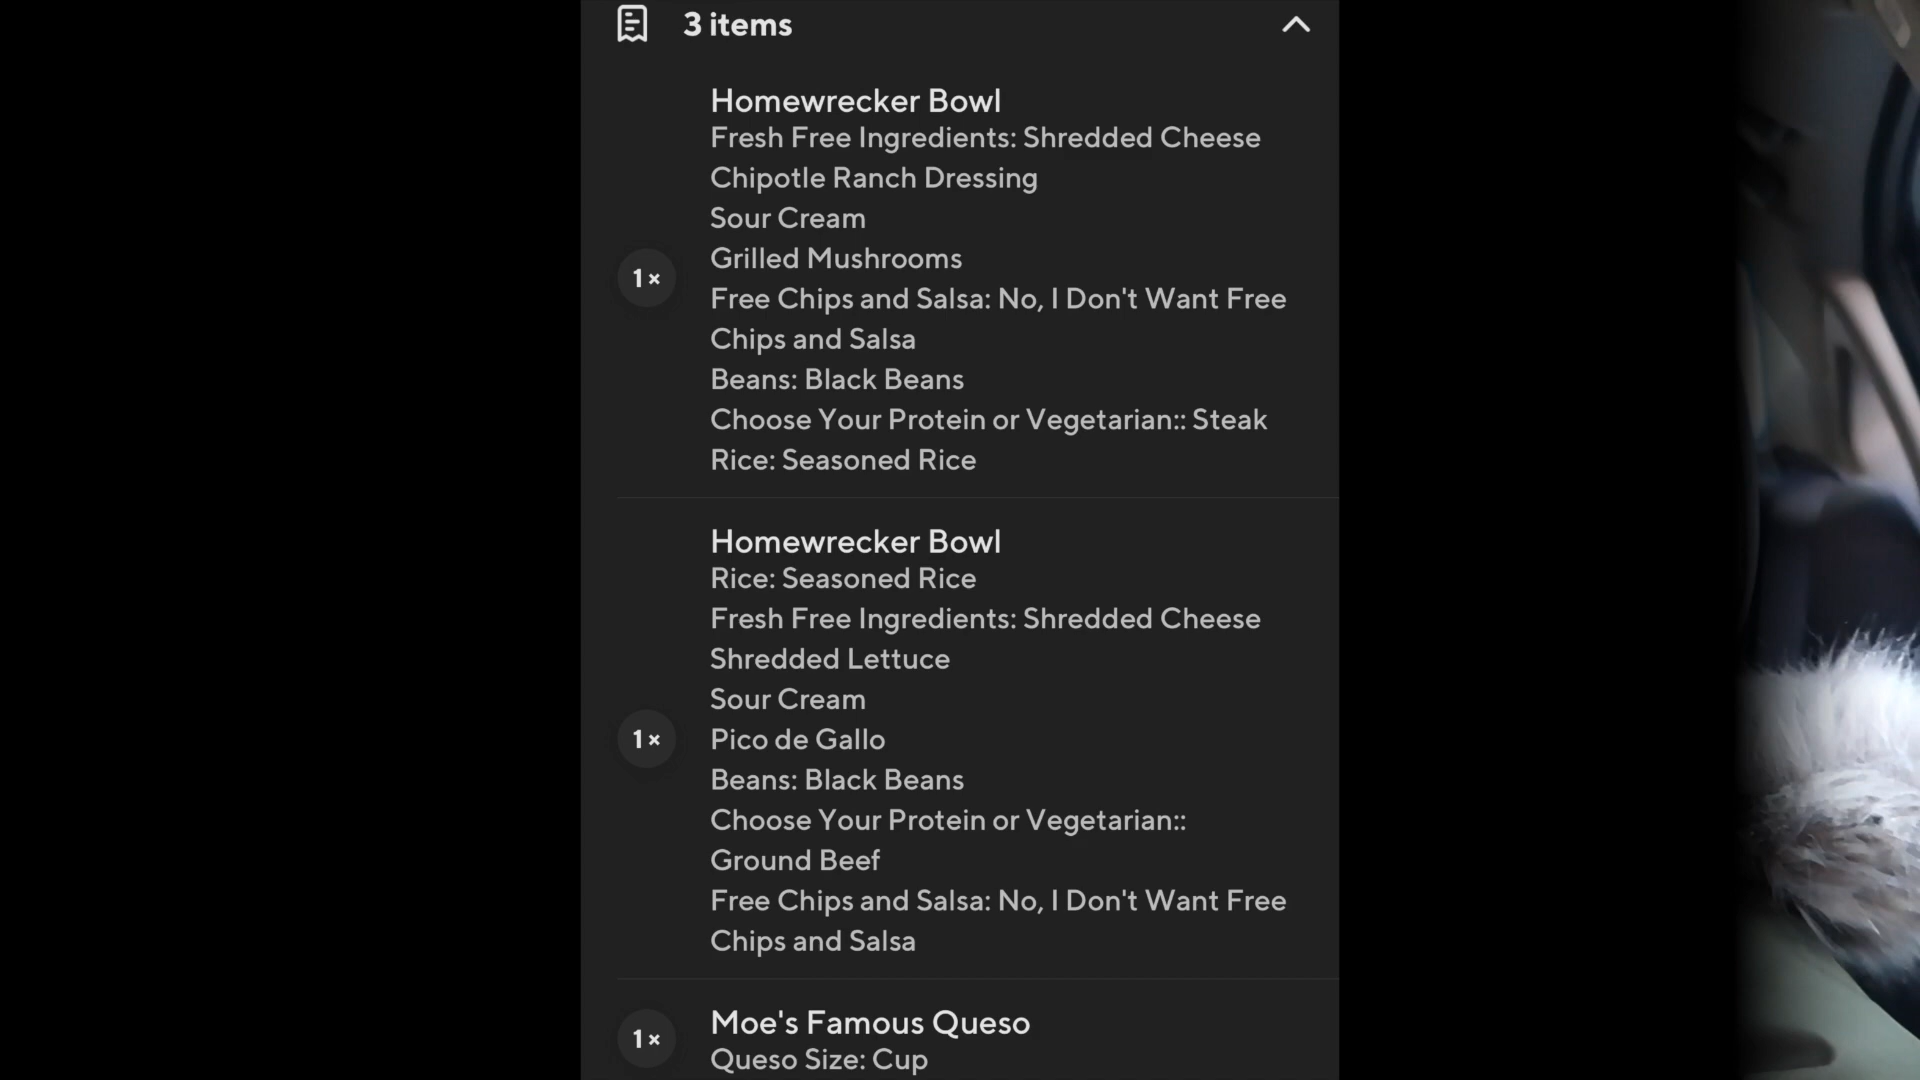 3 items
Homewrecker Bowl
Fresh Free Ingredients: Shredded Cheese
Chipotle Ranch Dressing
Sour Cream
Grilled Mushrooms
Free Chips and Salsa: No, I Don't Want Free
Chips and Salsa
Beans: Black Beans
Choose Your Protein or Vegetarian:: Steak
Rice: Seasoned Rice
1×
Homewrecker Bowl
Rice: Seasoned Rice
Fresh Free Ingredients: Shredded Cheese
Shredded Lettuce
Sour Cream
Pico de Gallo
Beans: Black Beans
Choose Your Protein or Vegetarian::
Ground Beef
Free Chips and Salsa: No, I Don't Want Free
Chips and Salsa
1×
Moe's Famous Queso
Queso Size: Cup
1×